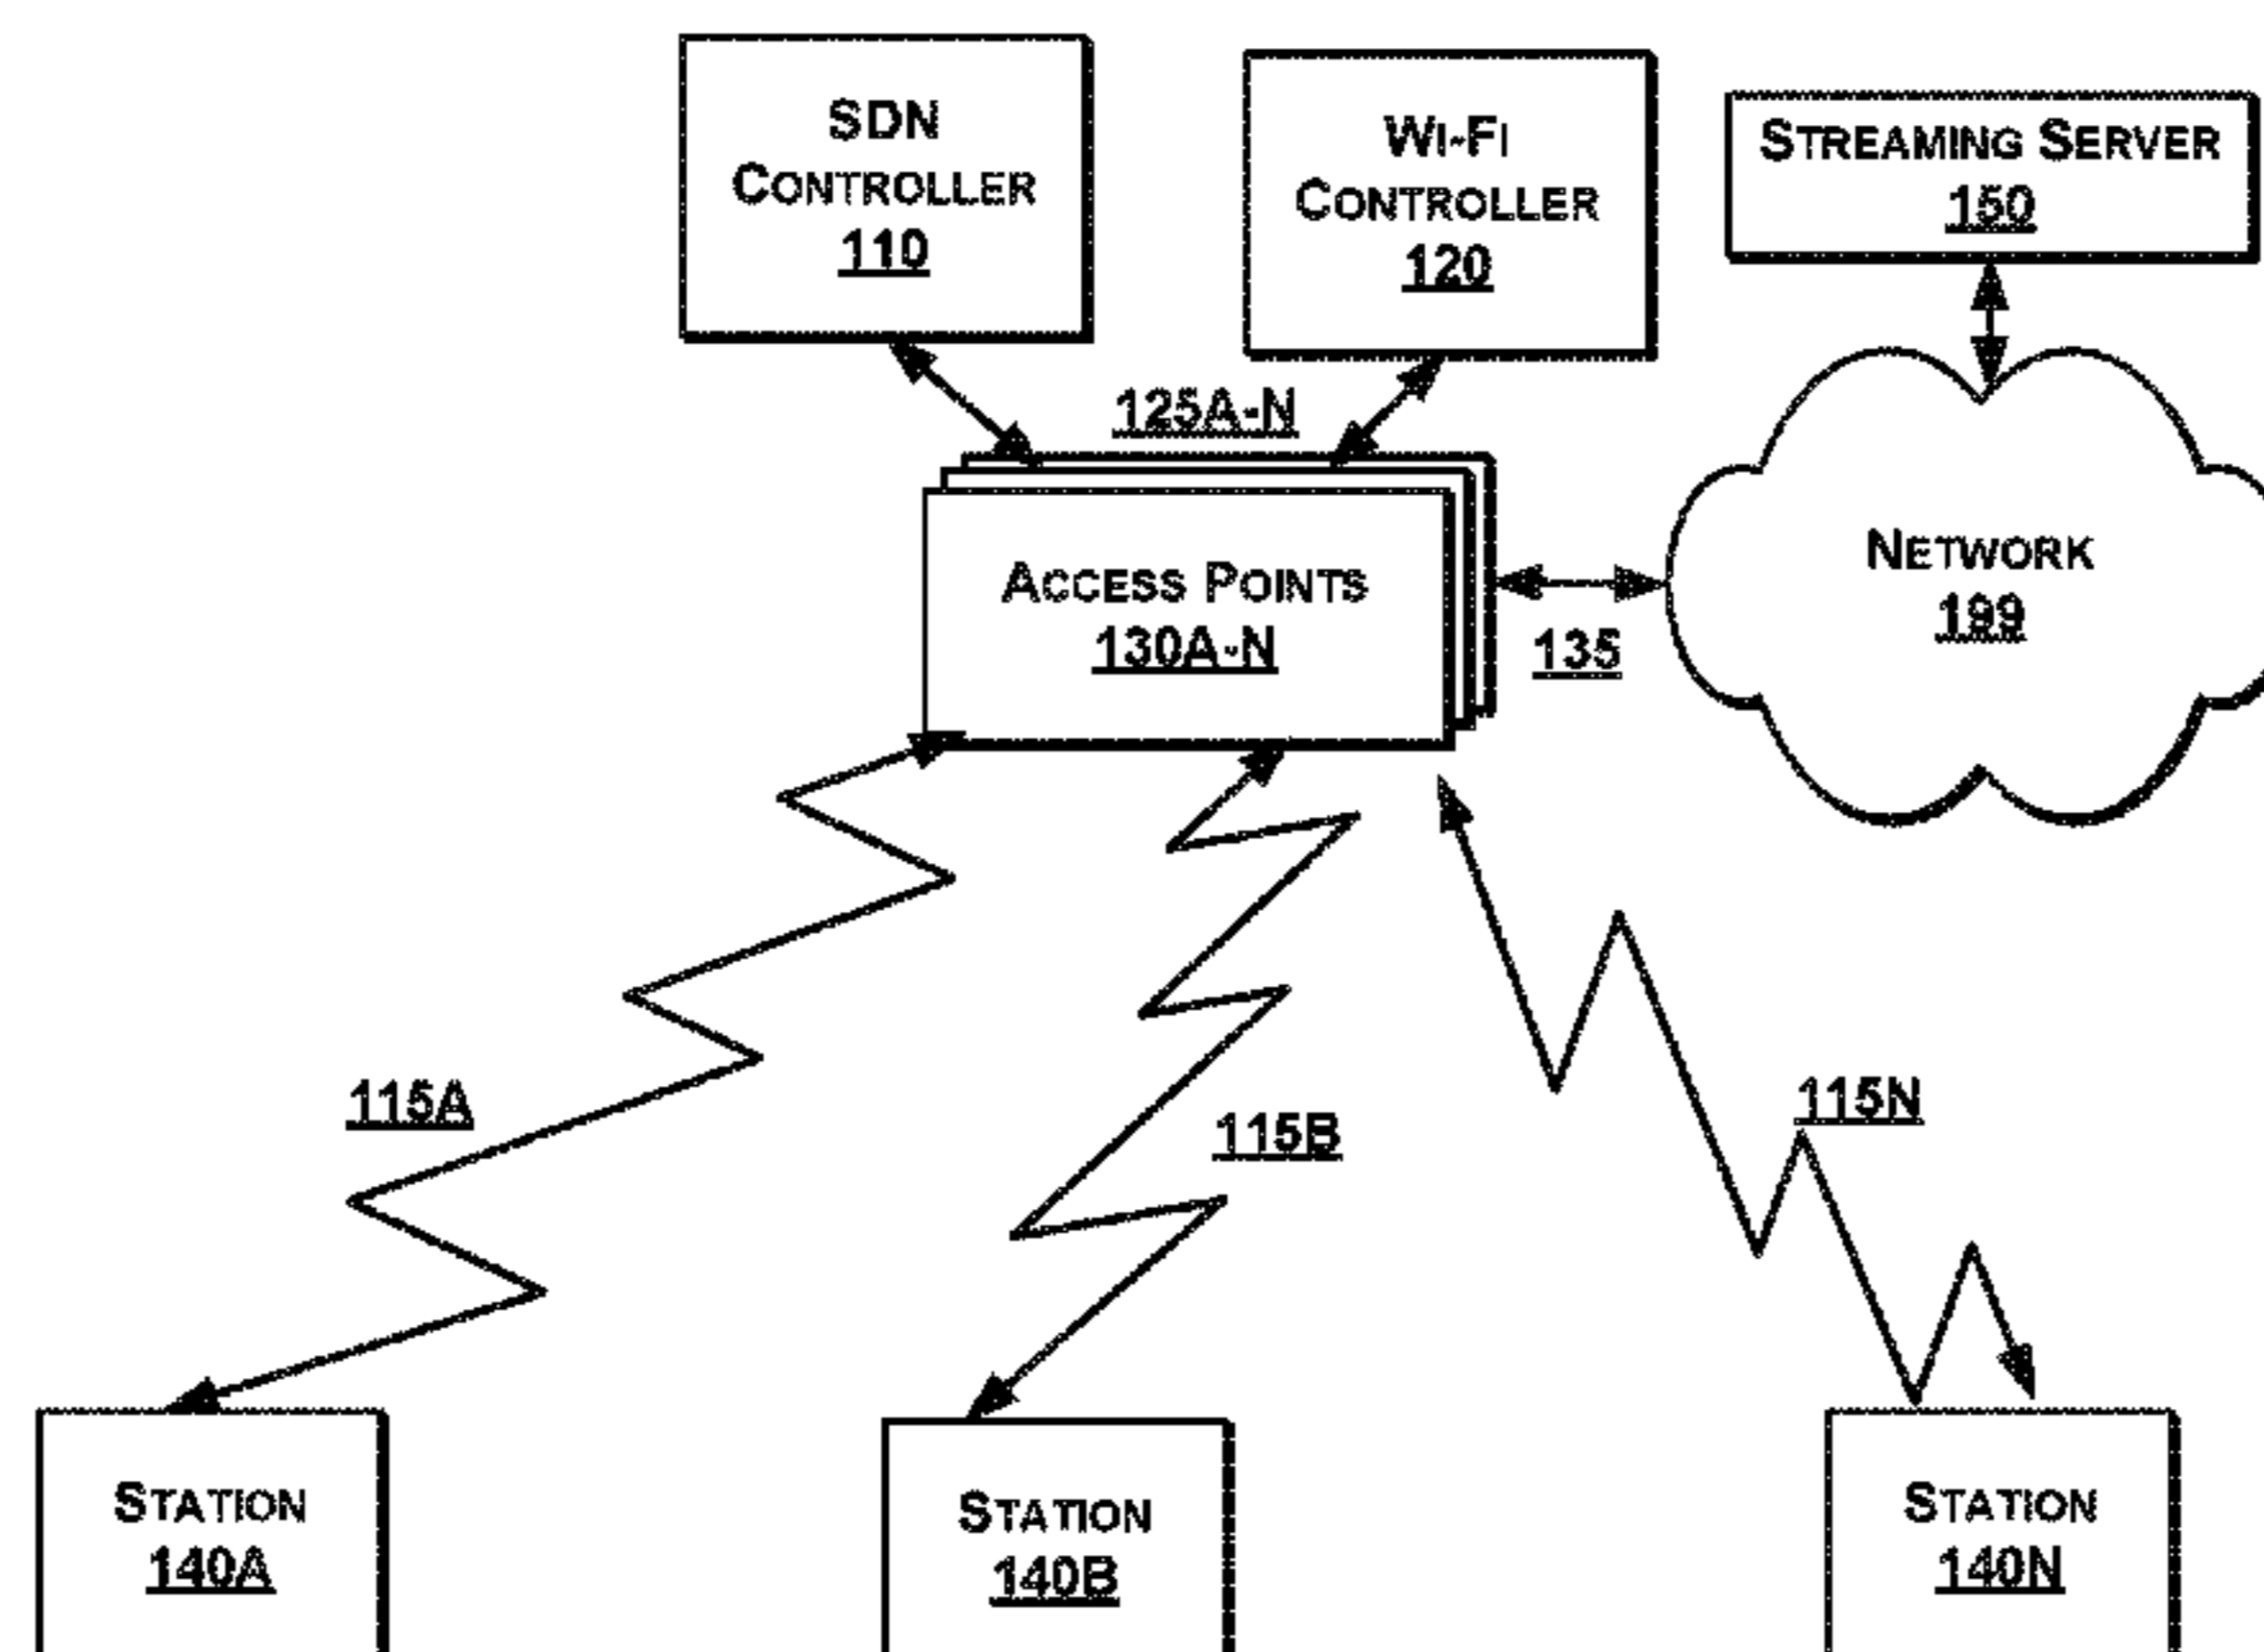 SDN
CONTROLLER
110
WI-FI
CONTROLLER
120
STREAMING SERVER
150
125A-N
ACCESS POINTS
130A-N
135
NETWORK
199
115A
115B
115N
STATION
140A
STATION
140B
STATION
140N